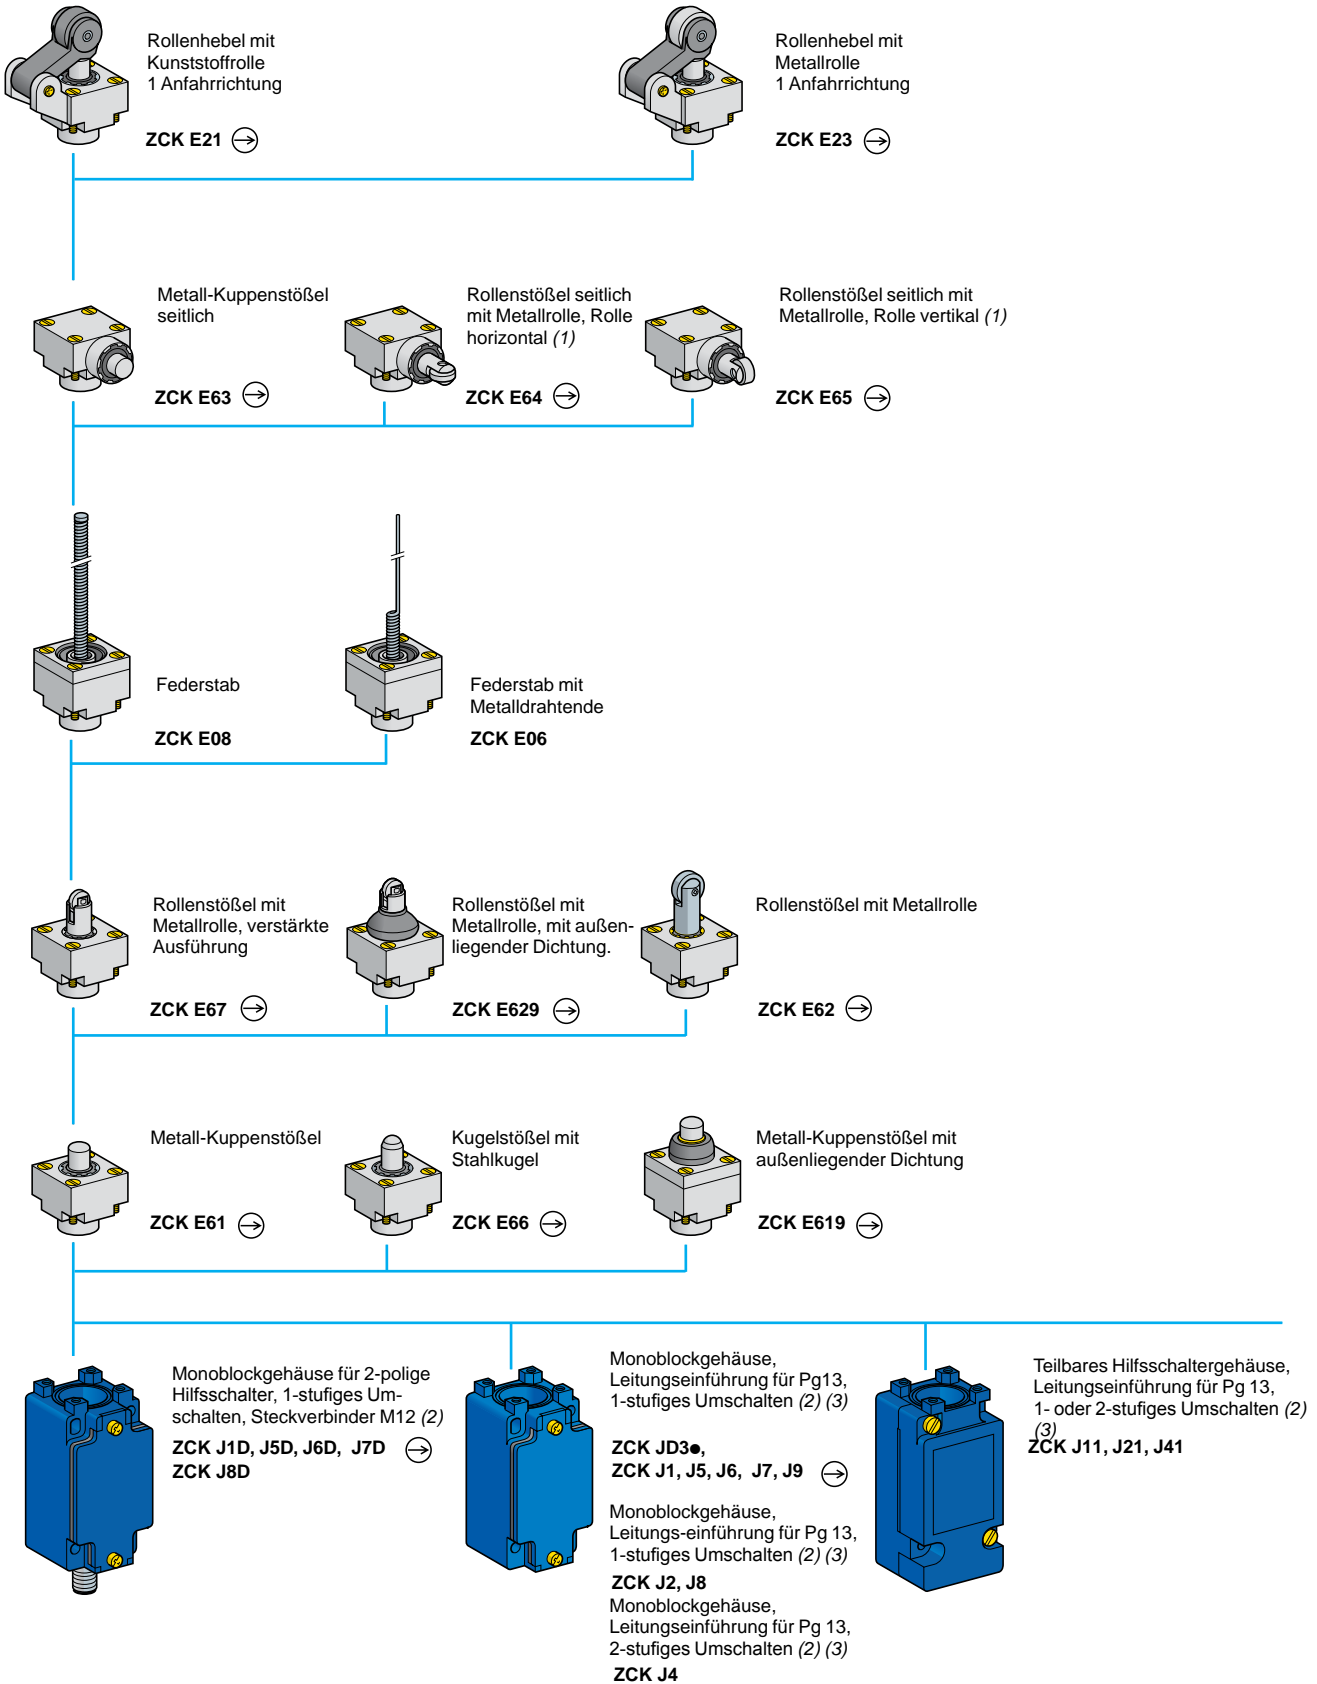 Rollenhebel mit
Kunststoffrolle
1 Anfahrrichtung
ZCK E21
Rollenhebel mit
Metallrolle
1 Anfahrrichtung
ZCK E23
Metall-Kuppenstößel
seitlich
ZCK E63
Rollenstößel seitlich
mit Metallrolle, Rolle
horizontal (1)
ZCK E64
Rollenstößel seitlich mit
Metallrolle, Rolle vertikal (1)
ZCK E65
Federstab
ZCK E08
Federstab mit
Metalldrahtende
ZCK E06
Rollenstößel mit
Metallrolle, verstärkte
Ausführung
ZCK E67
Rollenstößel mit
Metallrolle, mit außen-
liegender Dichtung.
ZCK E629
Rollenstößel mit Metallrolle
ZCK E62
Metall-Kuppenstößel
ZCK E61
Kugelstößel mit
Stahlkugel
ZCK E66
Metall-Kuppenstößel mit
außenliegender Dichtung
ZCK E619
Monoblockgehäuse für 2-polige
Hilfsschalter, 1-stufiges Um-
schalten, Steckverbinder M12 (2)
ZCK J1D, J5D, J6D, J7D
ZCK J8D
Monoblockgehäuse,
Leitungseinführung für Pg13,
1-stufiges Umschalten (2) (3)
ZCK JD3●,
ZCK J1, J5, J6, J7, J9
Monoblockgehäuse,
Leitungs-einführung für Pg 13,
1-stufiges Umschalten (2) (3)
ZCK J2, J8
Monoblockgehäuse,
Leitungseinführung für Pg 13,
2-stufiges Umschalten (2) (3)
ZCK J4
Teilbares Hilfsschaltergehäuse,
Leitungseinführung für Pg 13,
1- oder 2-stufiges Umschalten (2)
(3)
ZCK J11, J21, J41